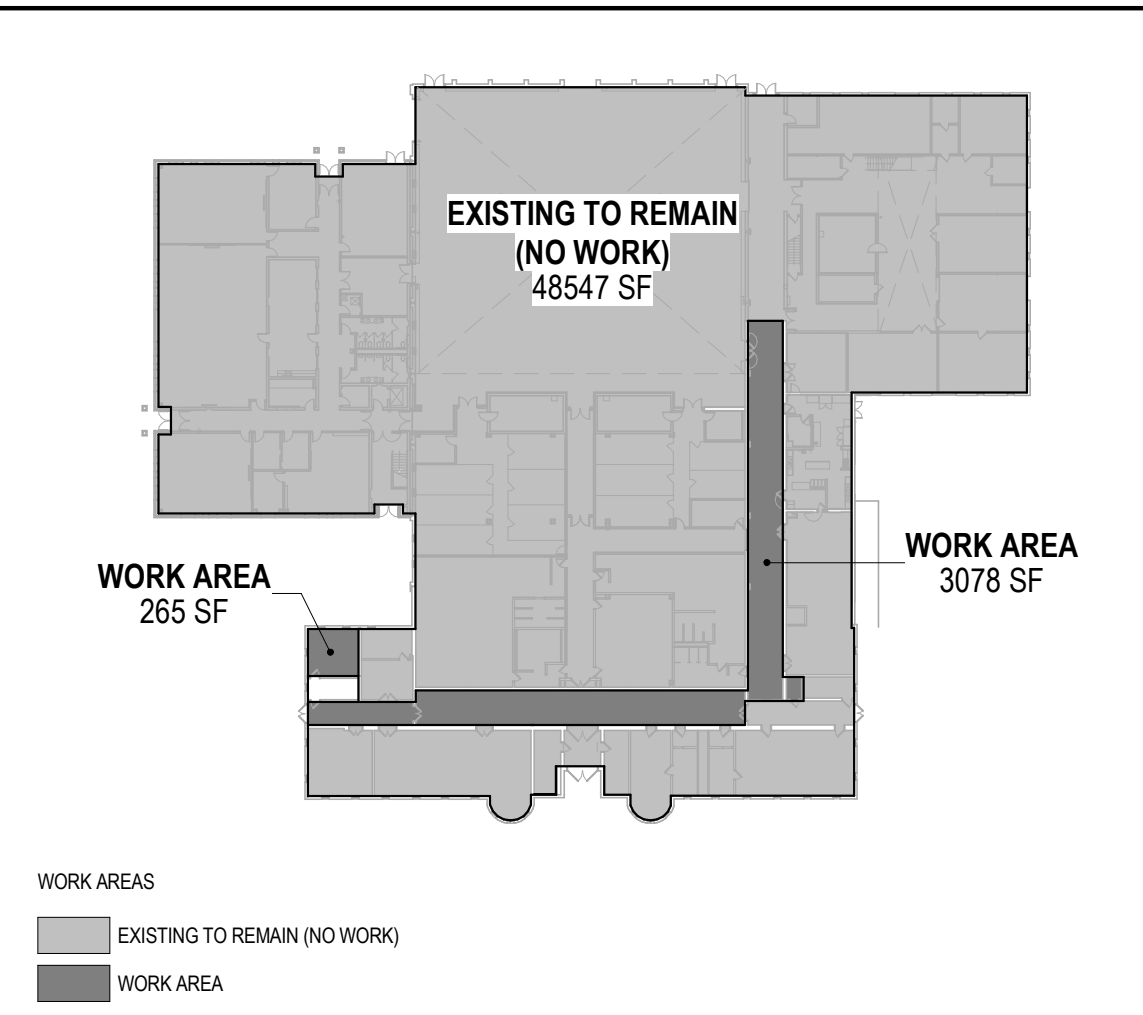 EXISTING TO REMAIN
(NO WORK)
48547 SF
WORK AREA
3078 SF
WORK AREA
265 SF
WORK AREAS
EXISTING TO REMAIN (NO WORK)
WORK AREA